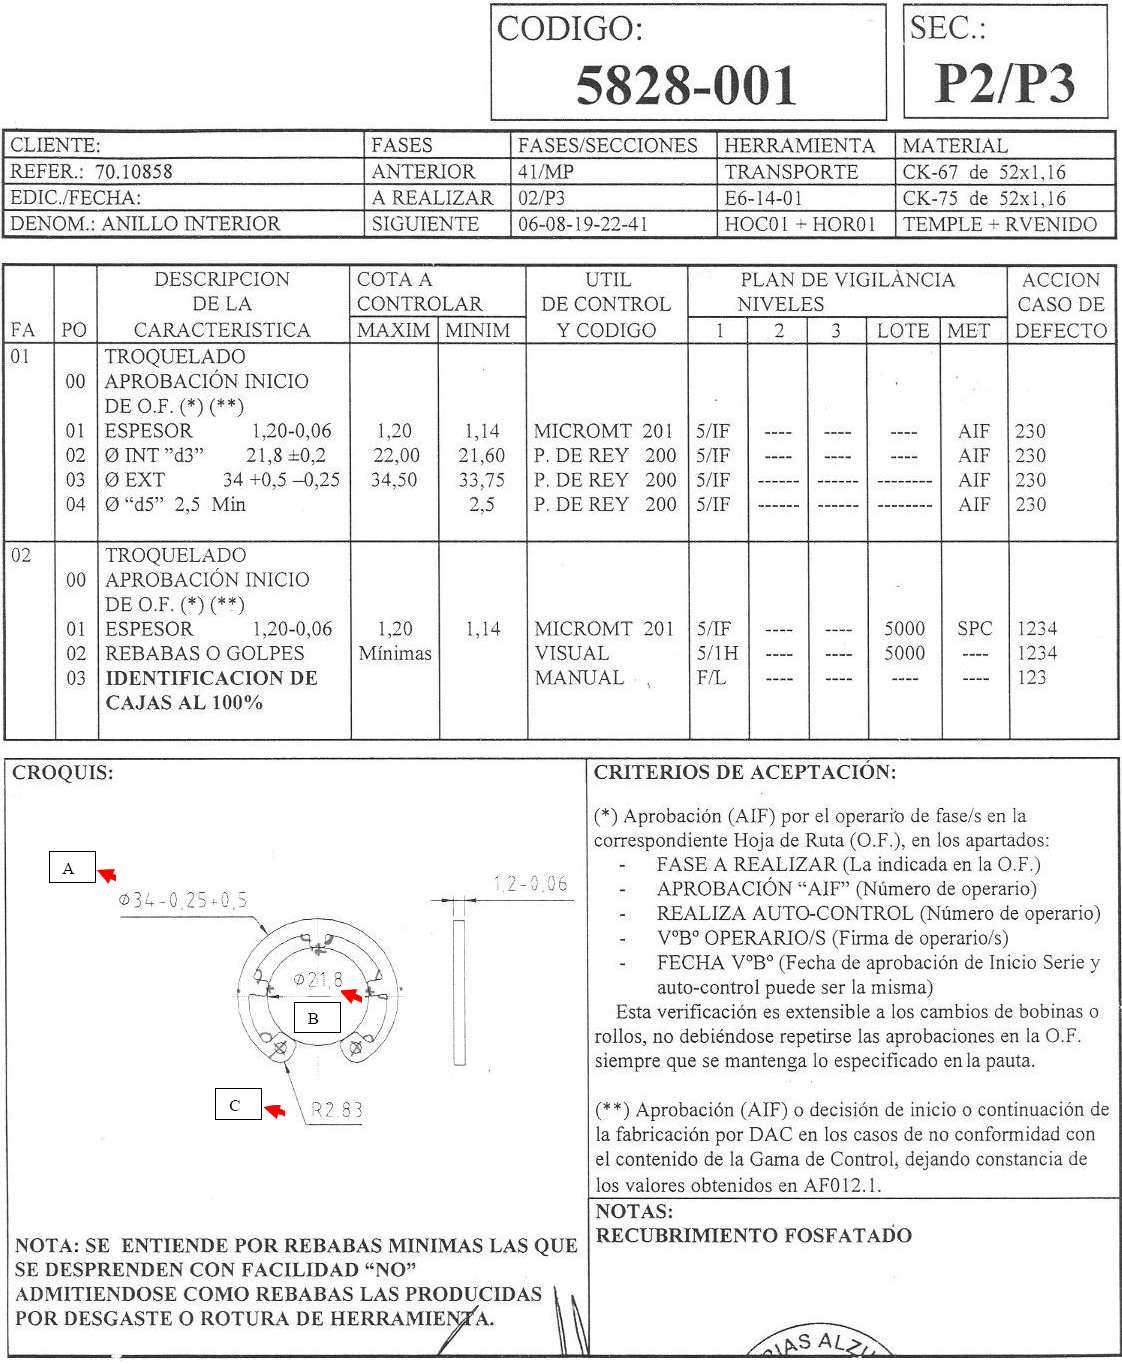 CODIGO:
5828-001
SEC.:
P2/P3
CLIENTE: FASES FASES/SECCIONES HERRAMIENTA MATERIAL
REFER.: 70.10858 ANTERIOR 41/MP TRANSPORTE CK-67 de 52x1,16
EDIC./FECHA: A REALIZAR 02/P3 E6-14-01 CK-75 de 52x1,16
DENOM.: ANILLO INTERIOR SIGUIENTE 06-08-19-22-41 HOC01 + HOR01 TEMPLE + RVENIDO
DESCRIPCION COTA A UTIL PLAN DE VIGILÀNCIA ACCION
DE LA CONTROLAR DE CONTROL NIVELES CASO DE
FA PO CARACTERISTICA MAXIM MINIM Y CODIGO 1 2 3 LOTE MET DEFECTO
01 TROQUELADO
00 APROBACIÓN INICIO
DE O.F. (*) (**)
01 ESPESOR 1,20-0,06 1,20 1,14 MICROMT 201 5/IF ---- ---- ---- AIF 230
02 Ø INT ”d3” 21,8 ±0,2 22,00 21,60 P. DE REY 200 5/IF ---- ---- ---- AIF 230
03 Ø EXT 34 +0,5 –0,25 34,50 33,75 P. DE REY 200 5/IF ------ ------ -------- AIF 230
04 Ø “d5” 2,5 Min 2,5 P. DE REY 200 5/IF ------ ------ -------- AIF 230
02 TROQUELADO
00 APROBACIÓN INICIO
DE O.F. (*) (**)
01 ESPESOR 1,20-0,06 1,20 1,14 MICROMT 201 5/IF ---- ---- 5000 SPC 1234
02 REBABAS O GOLPES Mínimas VISUAL 5/1H ---- ---- 5000 ---- 1234
03 IDENTIFICACION DE MANUAL F/L ---- ---- ---- ---- 123
CAJAS AL 100%
CROQUIS:
A
Ø34-0,25+0,5
1,2-0,06
Ø21,8
B
C
R2 83
NOTA: SE ENTIENDE POR REBABAS MINIMAS LAS QUE
SE DESPRENDEN CON FACILIDAD “NO”
ADMITIENDOSE COMO REBABAS LAS PRODUCIDAS
POR DESGASTE O ROTURA DE HERRAMIENTA.
CRITERIOS DE ACEPTACIÓN:
(*) Aprobación (AIF) por el operario de fase/s en la
correspondiente Hoja de Ruta (O.F.), en los apartados:
- FASE A REALIZAR (La indicada en la O.F.)
- APROBACIÓN “AIF” (Número de operario)
- REALIZA AUTO-CONTROL (Número de operario)
- VºBº OPERARIO/S (Firma de operario/s)
- FECHA VºBº (Fecha de aprobación de Inicio Serie y
auto-control puede ser la misma)
Esta verificación es extensible a los cambios de bobinas o
rollos, no debiéndose repetirse las aprobaciones en la O.F.
siempre que se mantenga lo especificado en la pauta.
(**) Aprobación (AIF) o decisión de inicio o continuación de
la fabricación por DAC en los casos de no conformidad con
el contenido de la Gama de Control, dejando constancia de
los valores obtenidos en AF012.1.
NOTAS:
RECUBRIMIENTO FOSFATADO